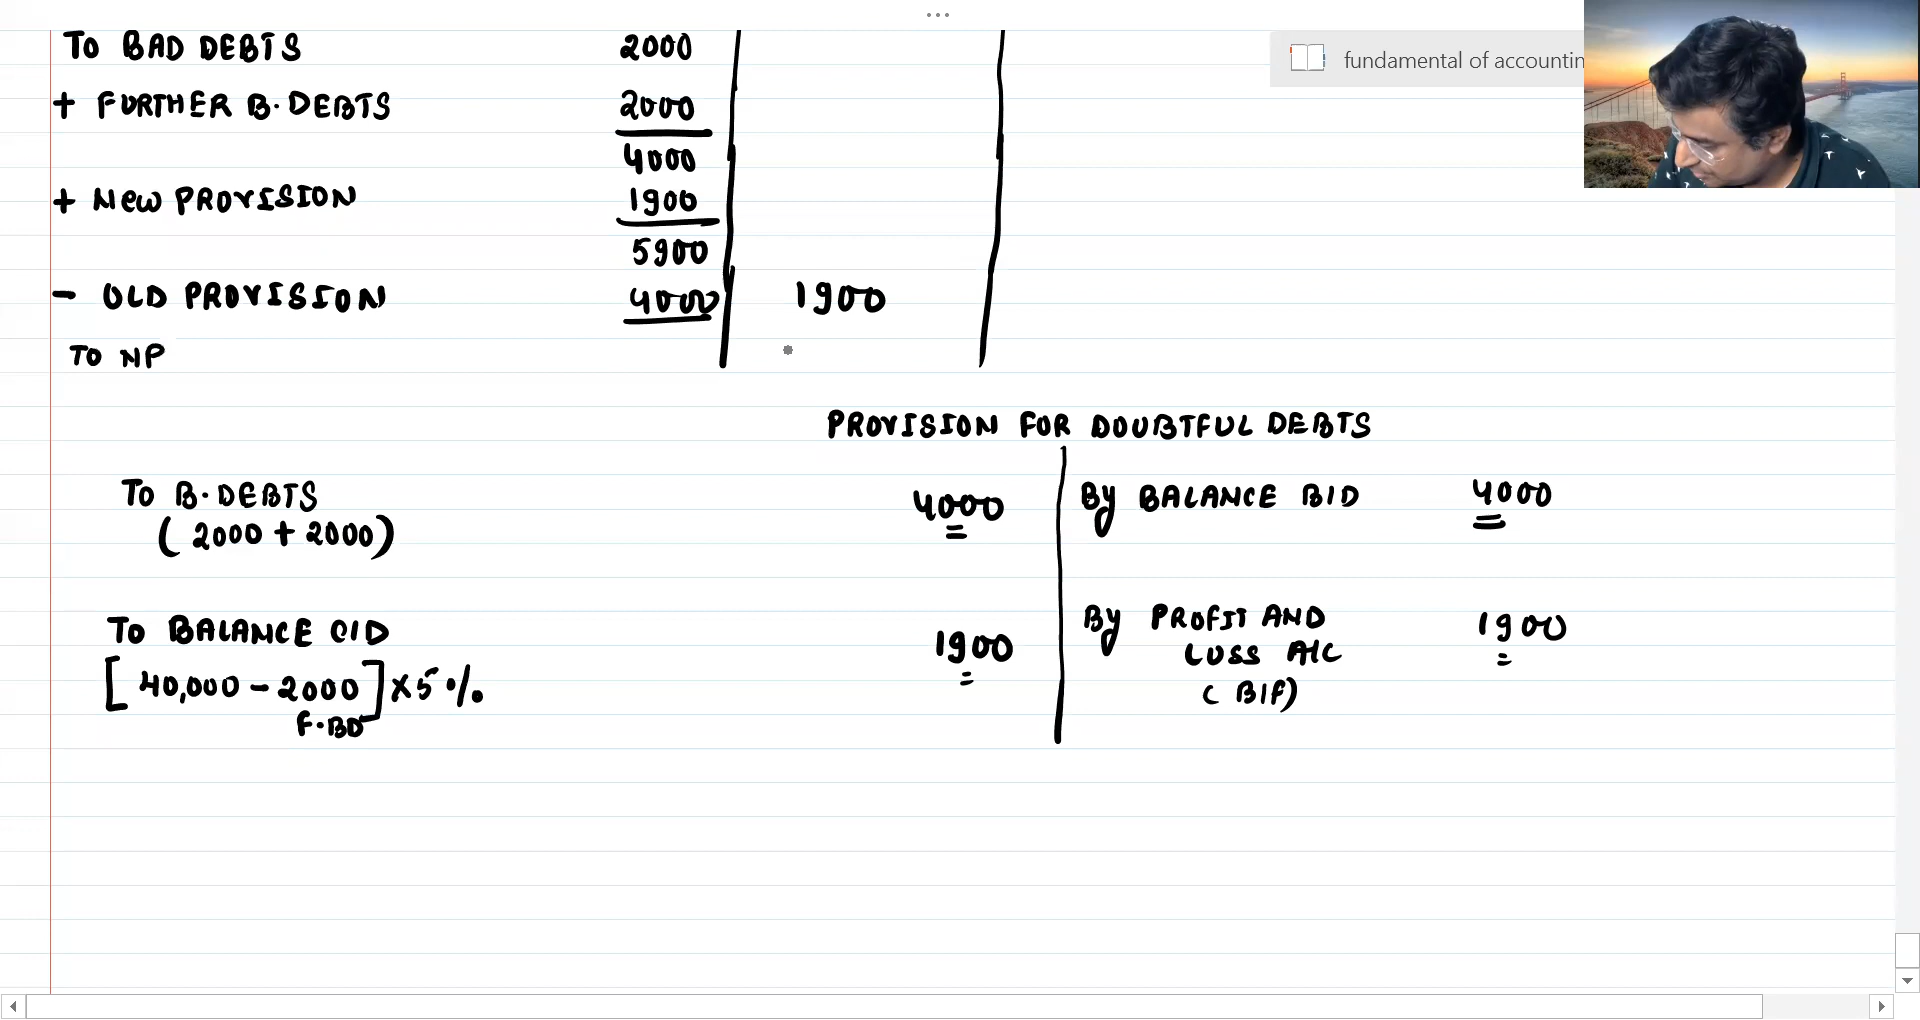 TO BAD DEBTS 2000
fundamental of accountin
+ FURTHER B. DEBTS 2000
4000
+ NEW PROVISION 1900
5900
- OLD PROVISION 4000 1900
TO NP
PROVISION FOR DOUBTFUL DEBTS
TO B. DEBTS 4000 By BALANCE B/D 4000
(2000 + 2000)
TO BALANCE C/D 1900 By PROFIT AND 1900
LOSS A/C
[40,000 - 2000] X 5% (B/F)
F.BD